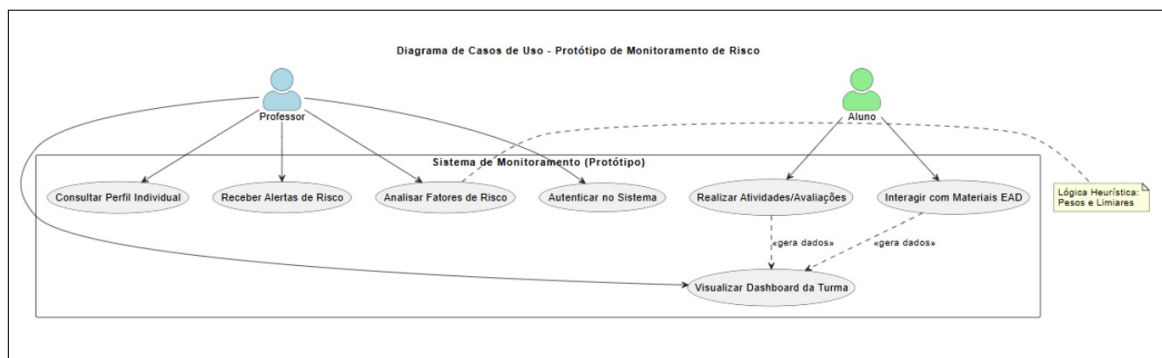 Diagrama de Casos de Uso - Protótipo de Monitoramento de Risco
Professor
Aluno
Sistema de Monitoramento (Protótipo)
Consultar Perfil Individual
Receber Alertas de Risco
Analisar Fatores de Risco
Autenticar no Sistema
Realizar Atividades/Avaliações
Interagir com Materiais EAD
Lógica Heurística:
Pesos e Limiares
«gera dados»
«gera dados»
Visualizar Dashboard da Turma